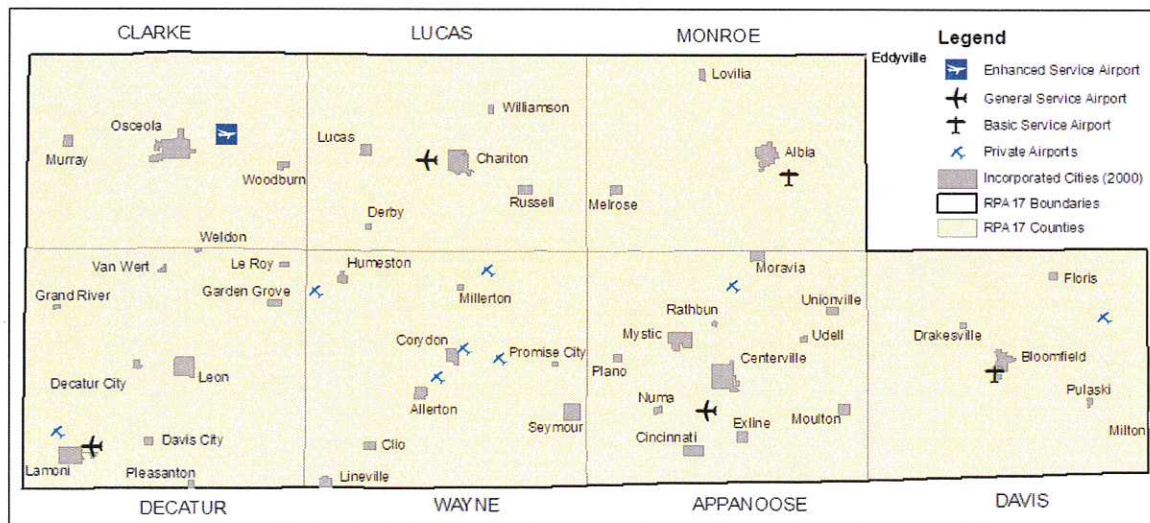 CLARKE
LUCAS
MONROE
Eddyville
Legend
Enhanced Service Airport
General Service Airport
Basic Service Airport
Private Airports
Incorporated Cities (2000)
RPA17 Boundaries
RPA17 Counties
Osceola
Murray
Woodburn
Lucas
Williamson
Chariton
Russell
Derby
Lovilia
Albia
Melrose
Weldon
Van Wert
Le Roy
Grand River
Garden Grove
Decatur City
Leon
Davis City
Lamoni
Pleasanton
Humeston
Millerton
Corydon
Promise City
Allerton
Seymour
Clio
Lineville
Moravia
Rathbun
Unionville
Mystic
Udell
Plano
Centerville
Numa
Exline
Moulton
Cincinnati
Floris
Drakesville
Bloomfield
Pulaski
Milton
DECATUR
WAYNE
APPANOOSE
DAVIS